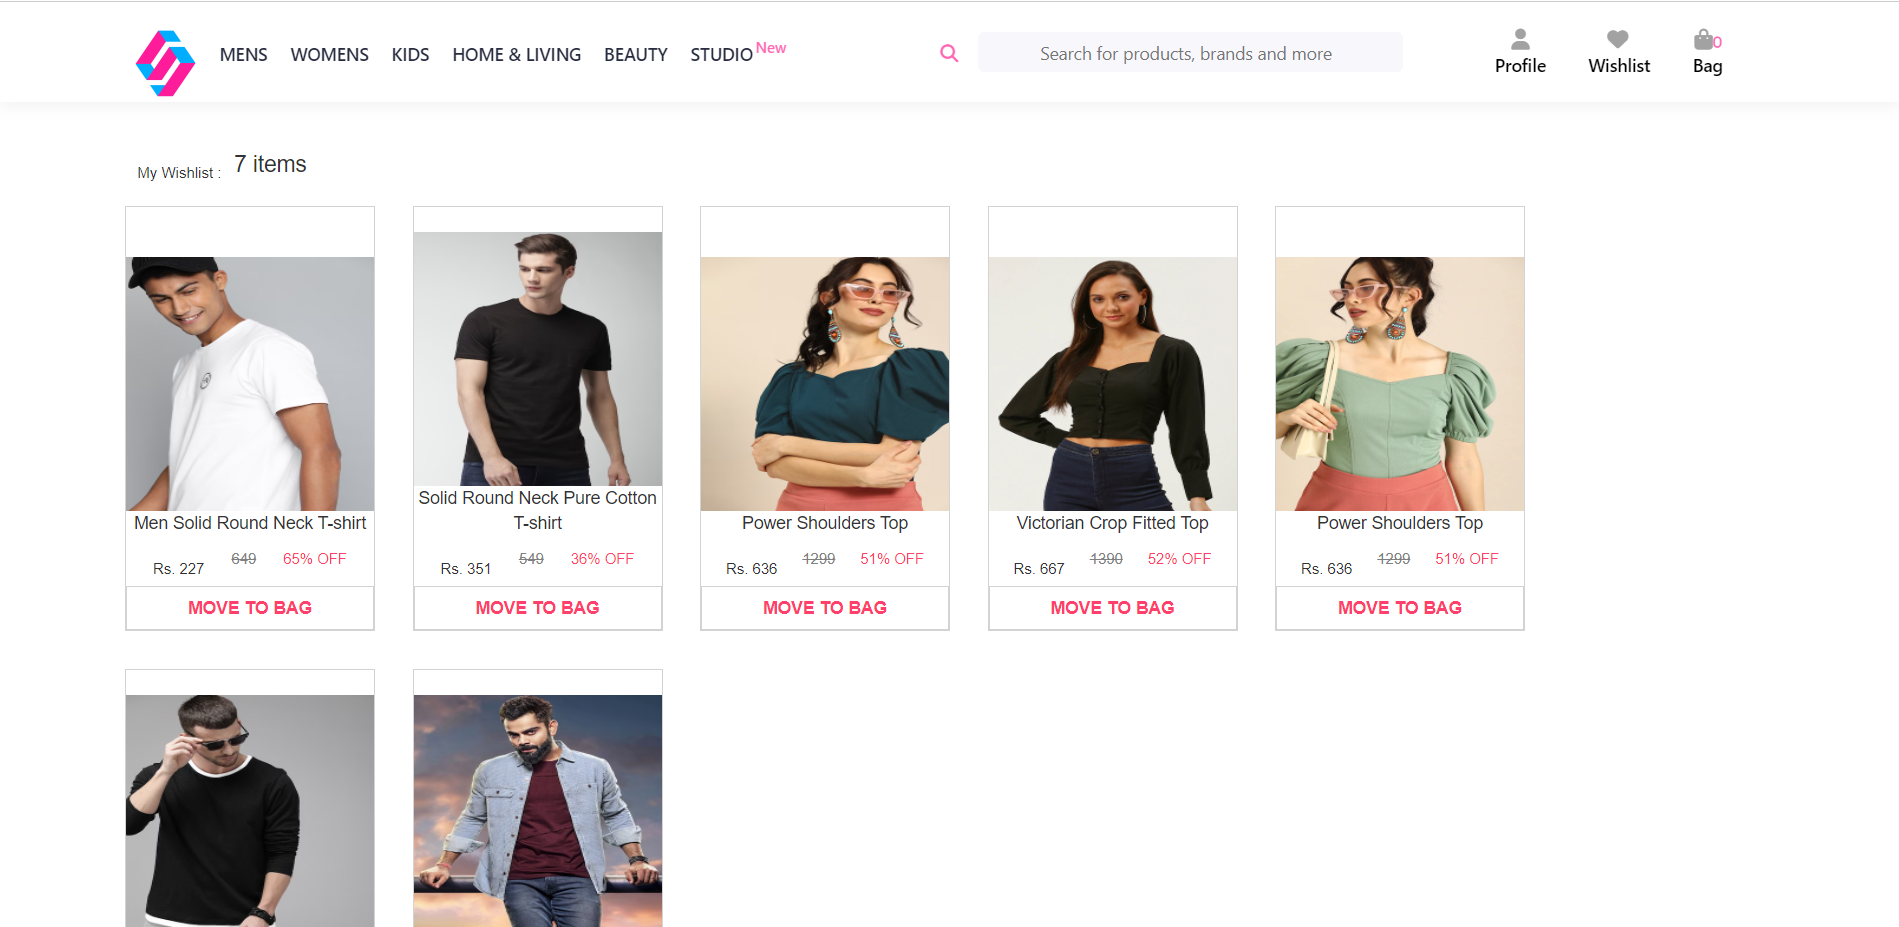 MENS WOMENS KIDS HOME & LIVING BEAUTY STUDIO New Search for products, brands and more Profile Wishlist 0 Bag
My Wishlist : 7 items
Men Solid Round Neck T-shirt
Rs. 227 649 65% OFF
MOVE TO BAG
Solid Round Neck Pure Cotton
T-shirt
Rs. 351 549 36% OFF
MOVE TO BAG
Power Shoulders Top
Rs. 636 1299 51% OFF
MOVE TO BAG
Victorian Crop Fitted Top
Rs. 667 1390 52% OFF
MOVE TO BAG
Power Shoulders Top
Rs. 636 1299 51% OFF
MOVE TO BAG